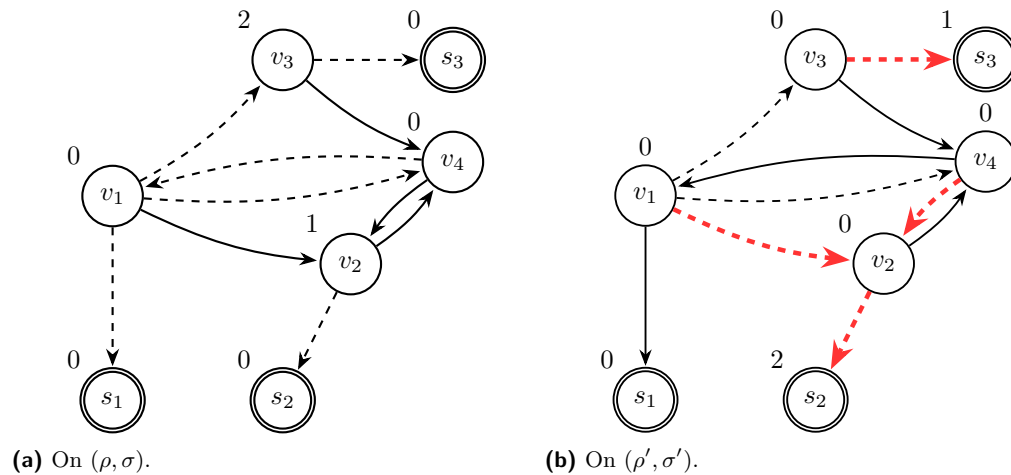 2 0 0 1
v₃ s₃ v₃ s₃
0 0
v₄ v₄
0 0
v₁ v₁
1 0
v₂ v₂
0 0 0 2
s₁ s₂ s₁ s₂
(a) On (ρ, σ). (b) On (ρ′, σ′).